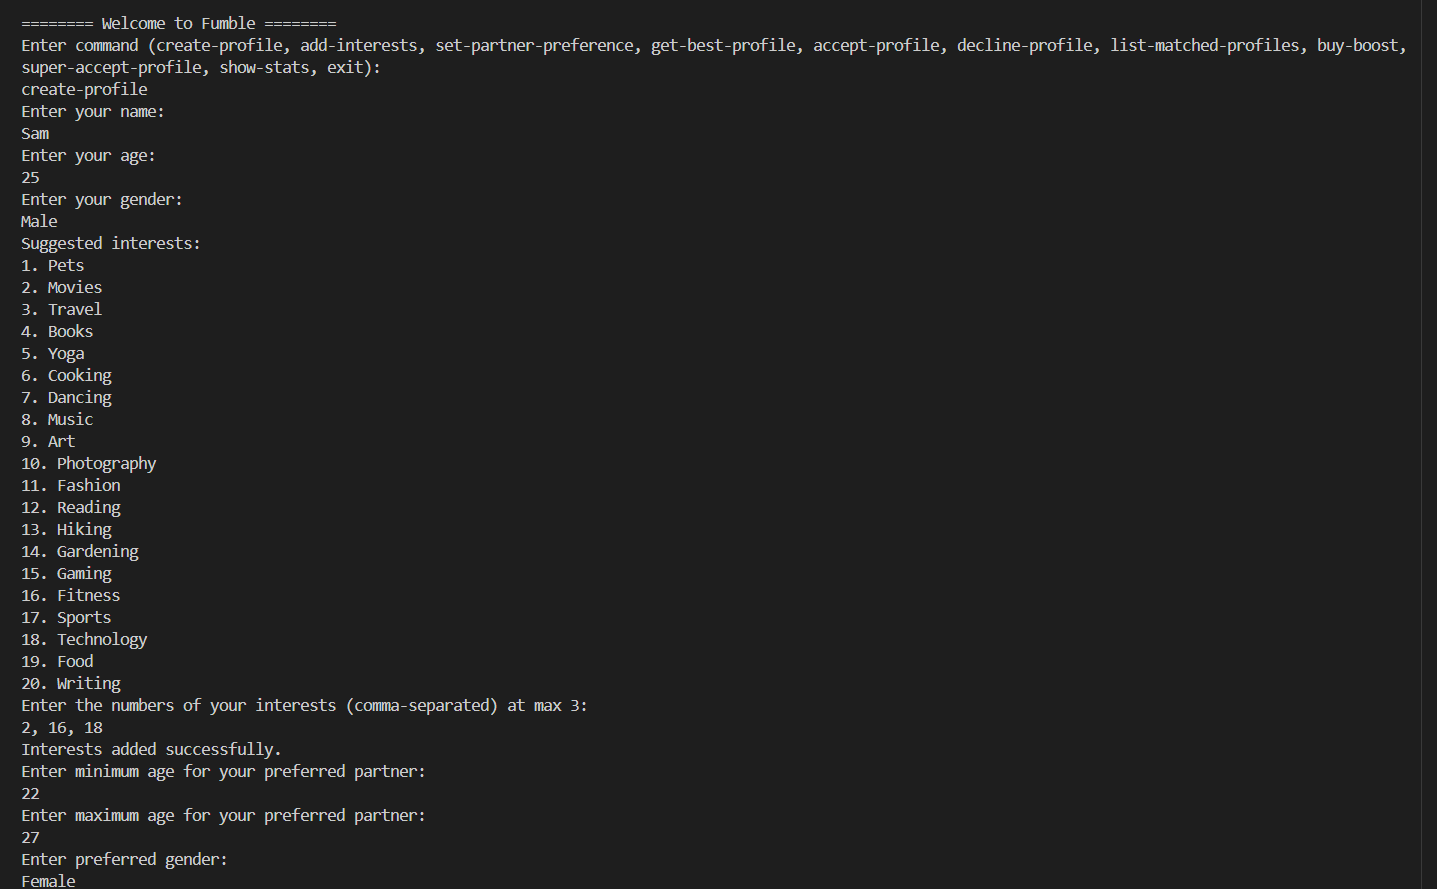 ======== Welcome to Fumble ========
Enter command (create-profile, add-interests, set-partner-preference, get-best-profile, accept-profile, decline-profile, list-matched-profiles, buy-boost,
super-accept-profile, show-stats, exit):
create-profile
Enter your name:
Sam
Enter your age:
25
Enter your gender:
Male
Suggested interests:
1. Pets
2. Movies
3. Travel
4. Books
5. Yoga
6. Cooking
7. Dancing
8. Music
9. Art
10. Photography
11. Fashion
12. Reading
13. Hiking
14. Gardening
15. Gaming
16. Fitness
17. Sports
18. Technology
19. Food
20. Writing
Enter the numbers of your interests (comma-separated) at max 3:
2, 16, 18
Interests added successfully.
Enter minimum age for your preferred partner:
22
Enter maximum age for your preferred partner:
27
Enter preferred gender:
Female